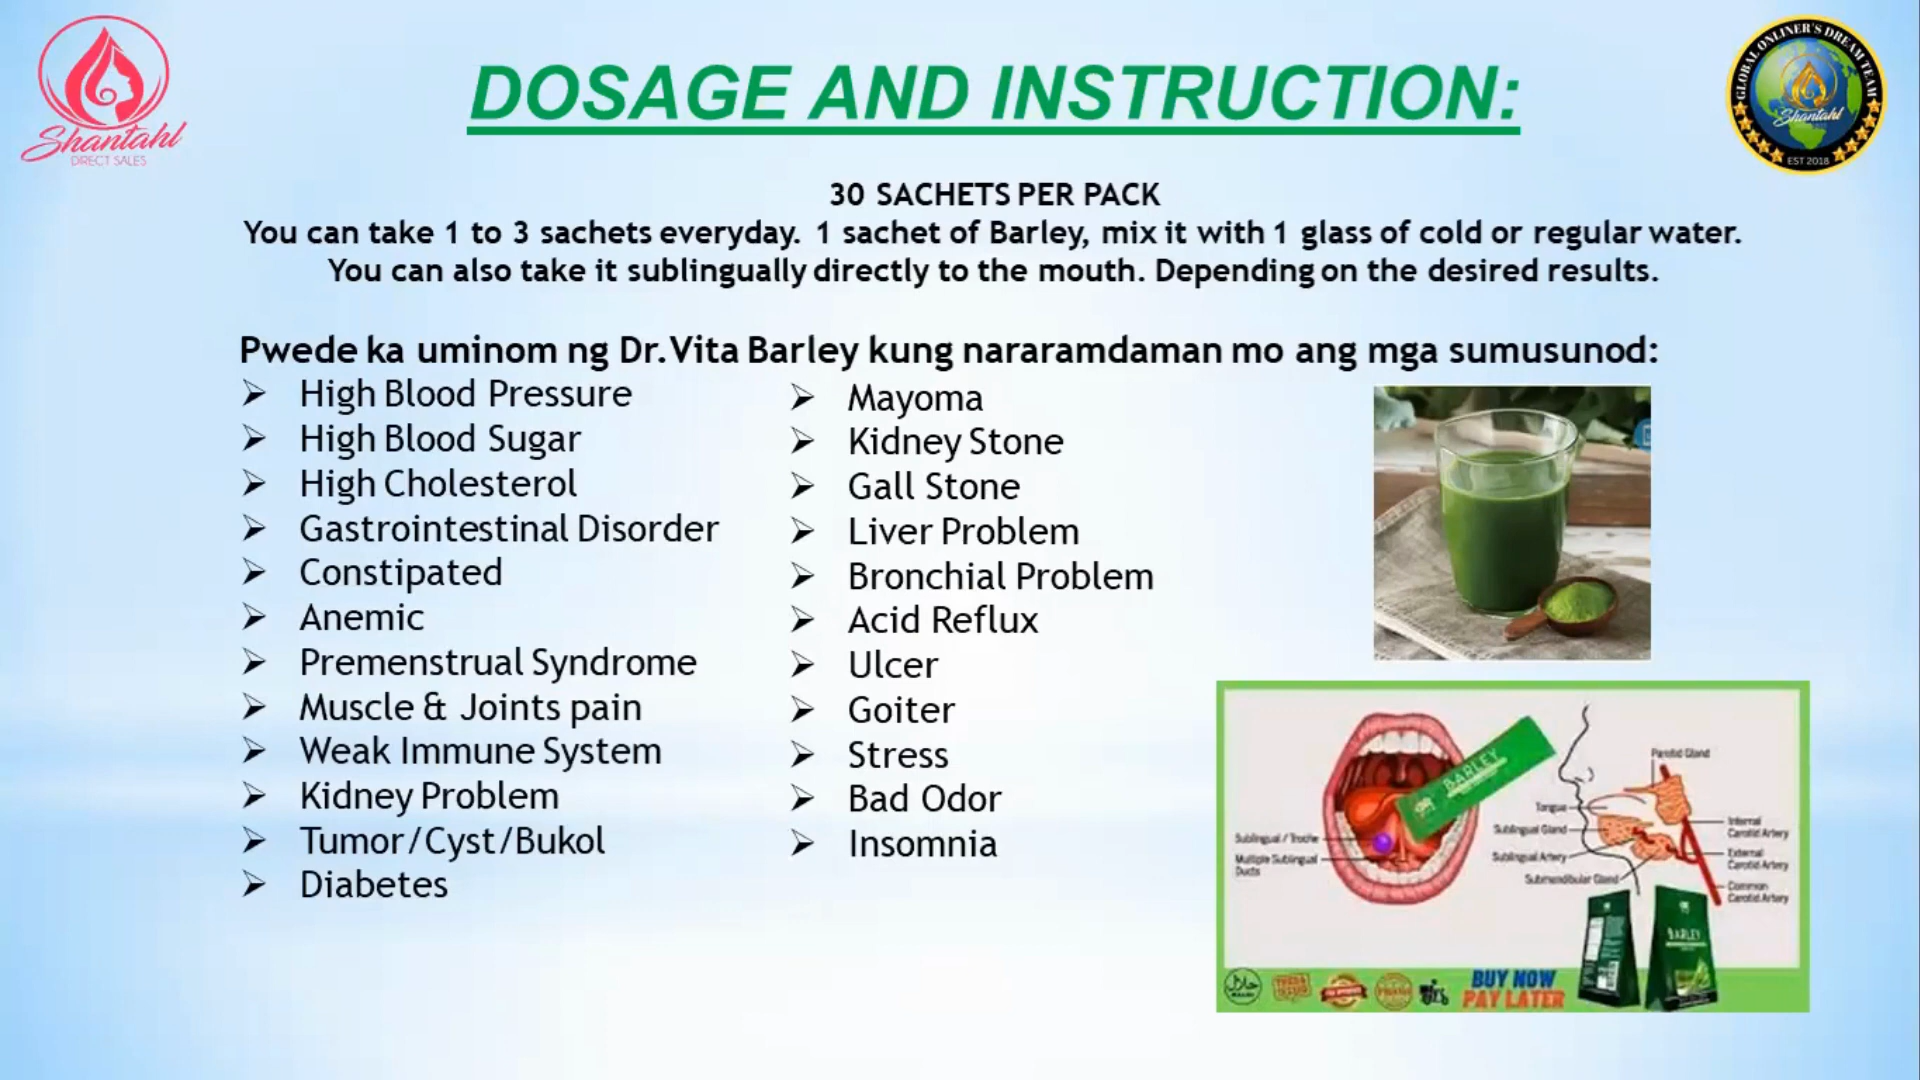 Shantahl
DIRECT SALES
GLOBAL ONLINER'S DREAM TEAM
Shantahl
EST 2018
DOSAGE AND INSTRUCTION:
30 SACHETS PER PACK
You can take 1 to 3 sachets everyday. 1 sachet of Barley, mix it with 1 glass of cold or regular water.
You can also take it sublingually directly to the mouth. Depending on the desired results.
Pwede ka uminom ng Dr.Vita Barley kung nararamdaman mo ang mga sumusunod:
High Blood Pressure
High Blood Sugar
High Cholesterol
Gastrointestinal Disorder
Constipated
Anemic
Premenstrual Syndrome
Muscle & Joints pain
Weak Immune System
Kidney Problem
Tumor/Cyst/Bukol
Diabetes
Mayoma
Kidney Stone
Gall Stone
Liver Problem
Bronchial Problem
Acid Reflux
Ulcer
Goiter
Stress
Bad Odor
Insomnia
BARLEY
Sublingual / Troche
Multiple Sublingual
Ducts
Parotid Gland
Tongue
Sublingual Gland
Sublingual Artery
Submandibular Gland
Internal
Carotid Artery
External
Carotid Artery
Common
Carotid Artery
BARLEY
BUY NOW
PAY LATER